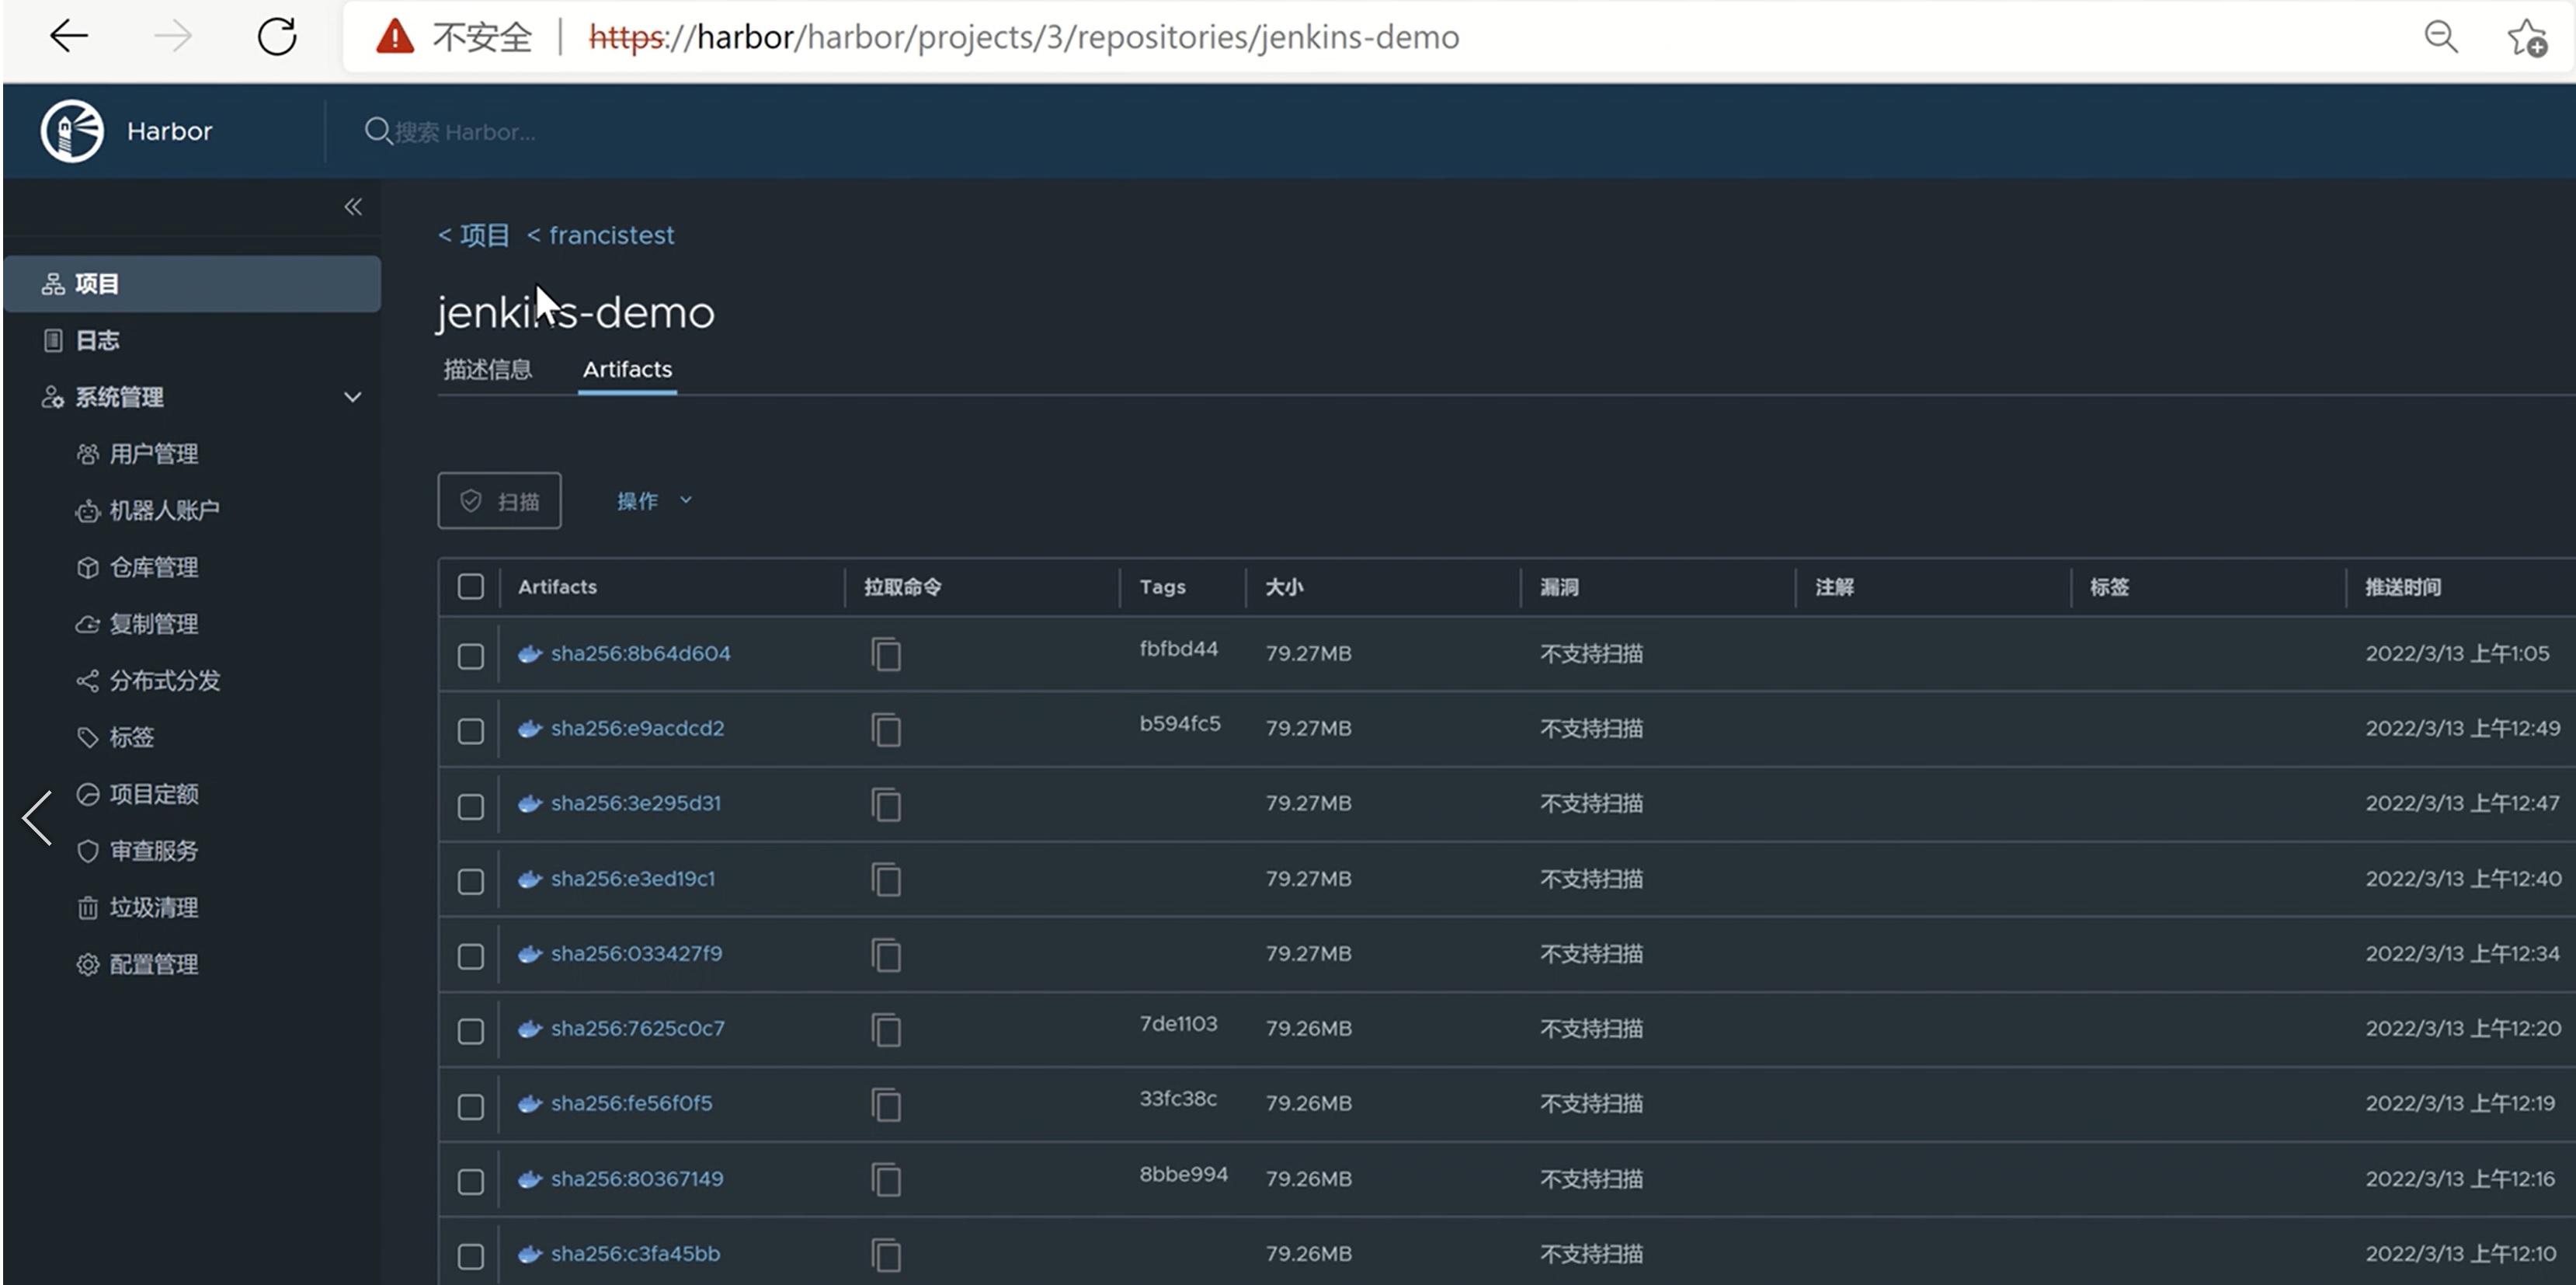 不安全 | https://harbor/harbor/projects/3/repositories/jenkins-demo
Harbor 搜索 Harbor...
项目
日志
系统管理
用户管理
机器人账户
仓库管理
复制管理
分布式分发
标签
项目定额
审查服务
垃圾清理
配置管理
< 项目 < francistest
jenkins-demo
描述信息 Artifacts
扫描 操作
Artifacts 拉取命令 Tags 大小 漏洞 注解 标签 推送时间
sha256:8b64d604 fbfbd44 79.27MB 不支持扫描 2022/3/13 上午1:05
sha256:e9acdcd2 b594fc5 79.27MB 不支持扫描 2022/3/13 上午12:49
sha256:3e295d31 79.27MB 不支持扫描 2022/3/13 上午12:47
sha256:e3ed19c1 79.27MB 不支持扫描 2022/3/13 上午12:40
sha256:033427f9 79.27MB 不支持扫描 2022/3/13 上午12:34
sha256:7625c0c7 7de1103 79.26MB 不支持扫描 2022/3/13 上午12:20
sha256:fe56f0f5 33fc38c 79.26MB 不支持扫描 2022/3/13 上午12:19
sha256:80367149 8bbe994 79.26MB 不支持扫描 2022/3/13 上午12:16
sha256:c3fa45bb 79.26MB 不支持扫描 2022/3/13 上午12:10